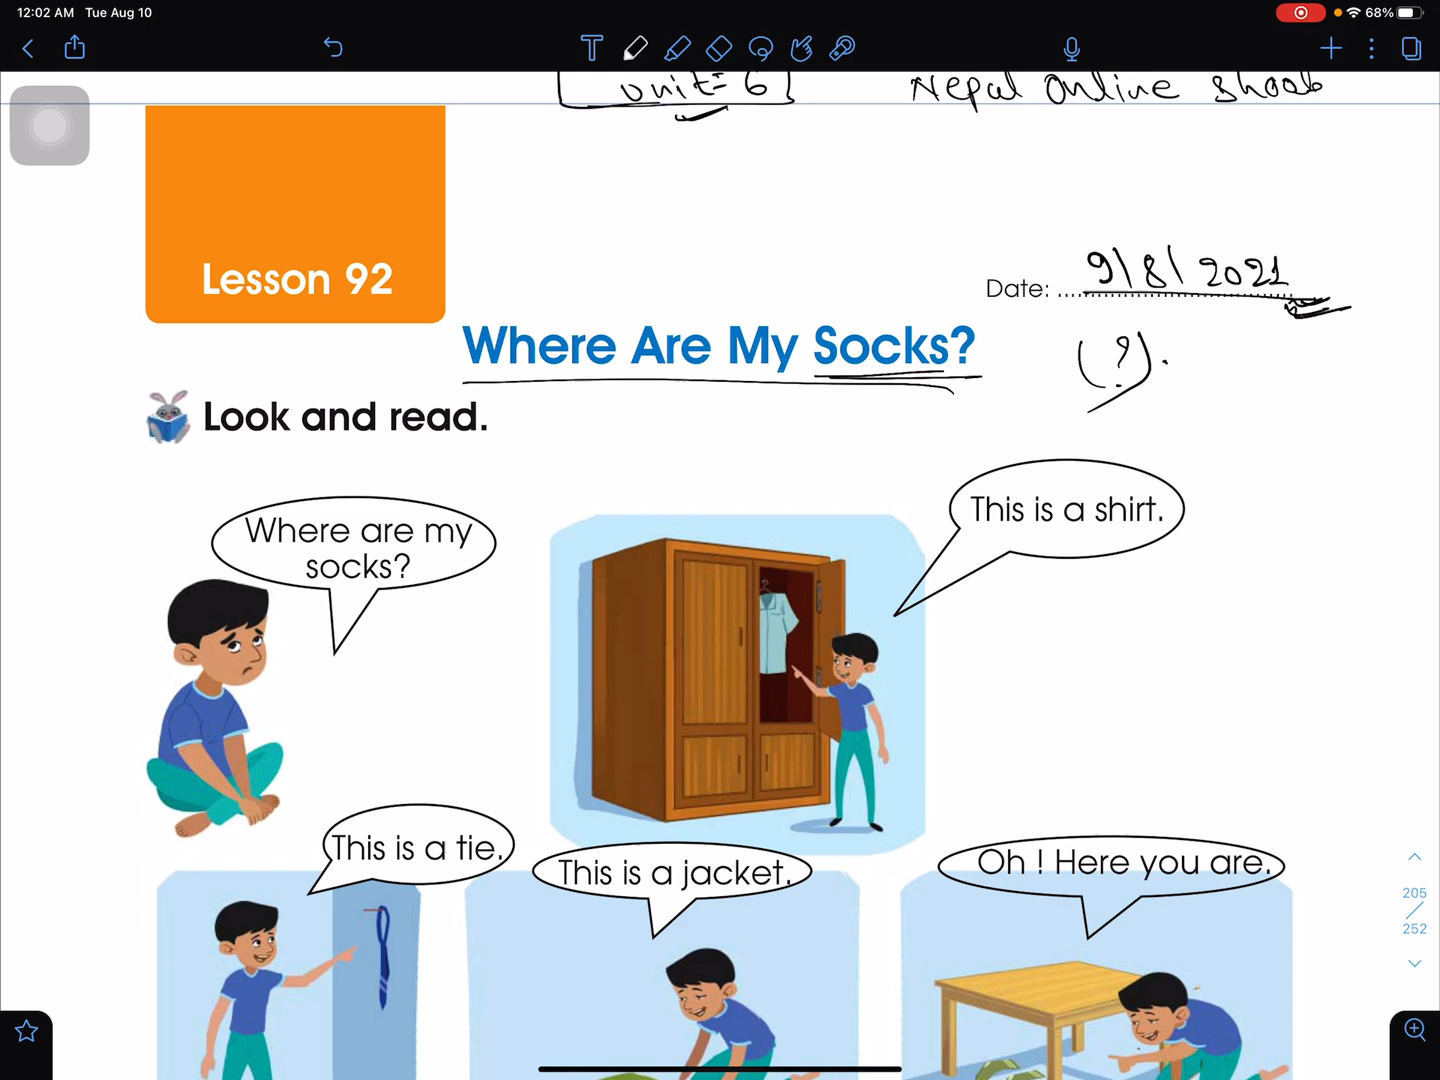 12:02 AM Tue Aug 10
68%
Unit= 6
Nepal Online
Lesson 92
Date: 9/8/2021
Where Are My Socks?
(?).
Look and read.
Where are my
socks?
This is a shirt.
This is a tie.
This is a jacket.
Oh ! Here you are.
205
252